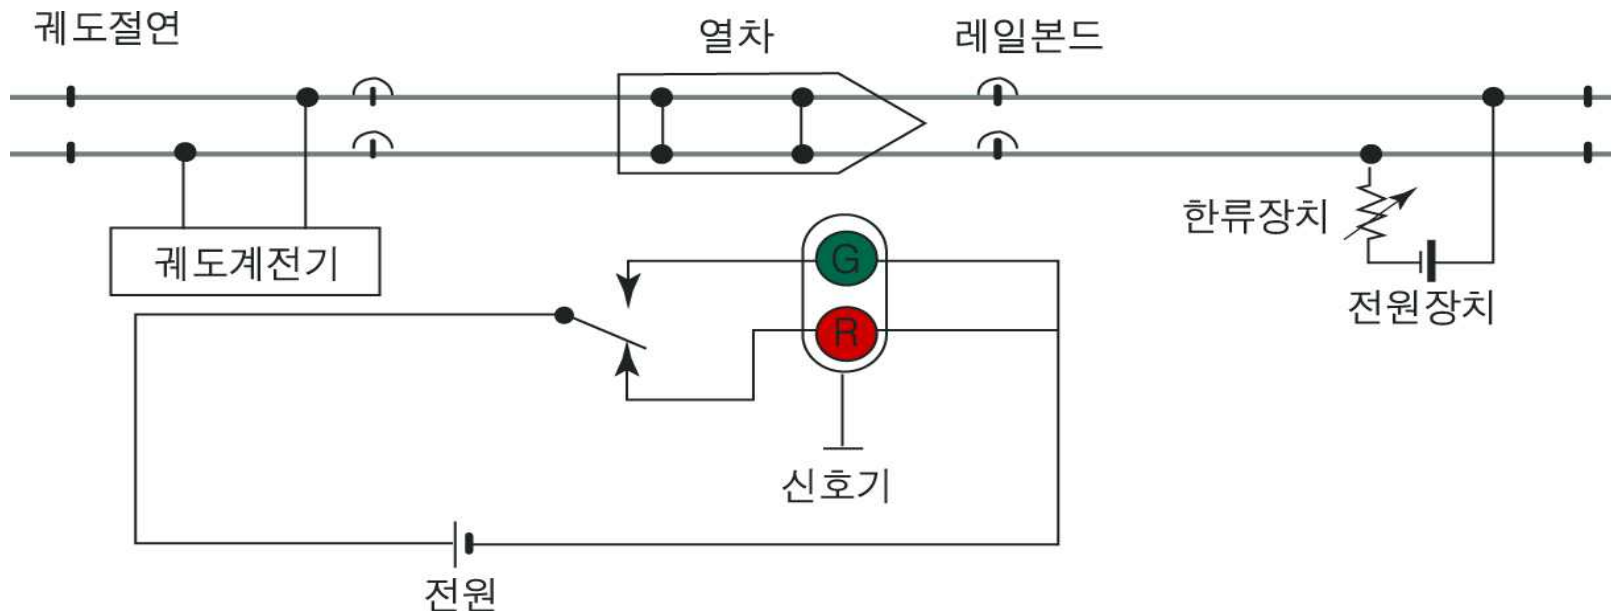 궤도절연
열차
레일본드
한류장치
궤도계전기
G
전원장치
R
신호기
전원